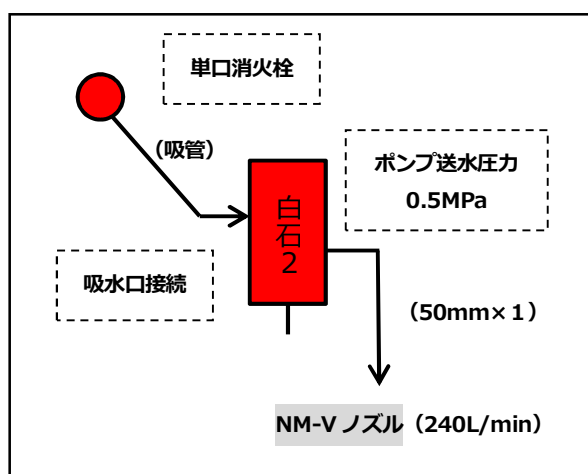 単口消火栓
（吸管）
ポンプ送水圧力
0.5MPa
白石２
吸水口接続
（50mm×１）
NM-V ノズル（240L/min）